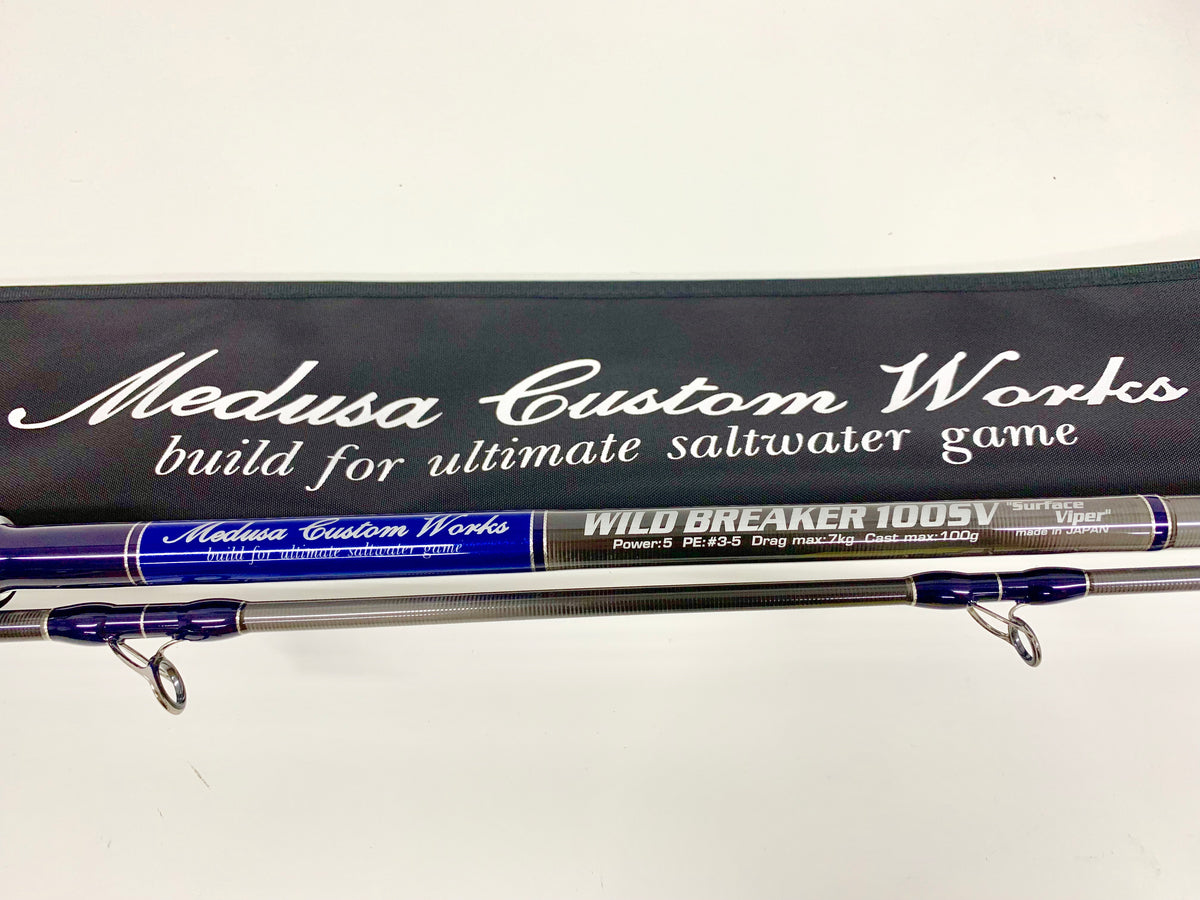 Medusa Custom Works
build for ultimate saltwater game
Medusa Custom Works
build for ultimate saltwater game
WILD BREAKER 100SV
"Surface
Viper"
Power:5 PE:#3-5 Drag max:7kg Cast max:100g
made in JAPAN